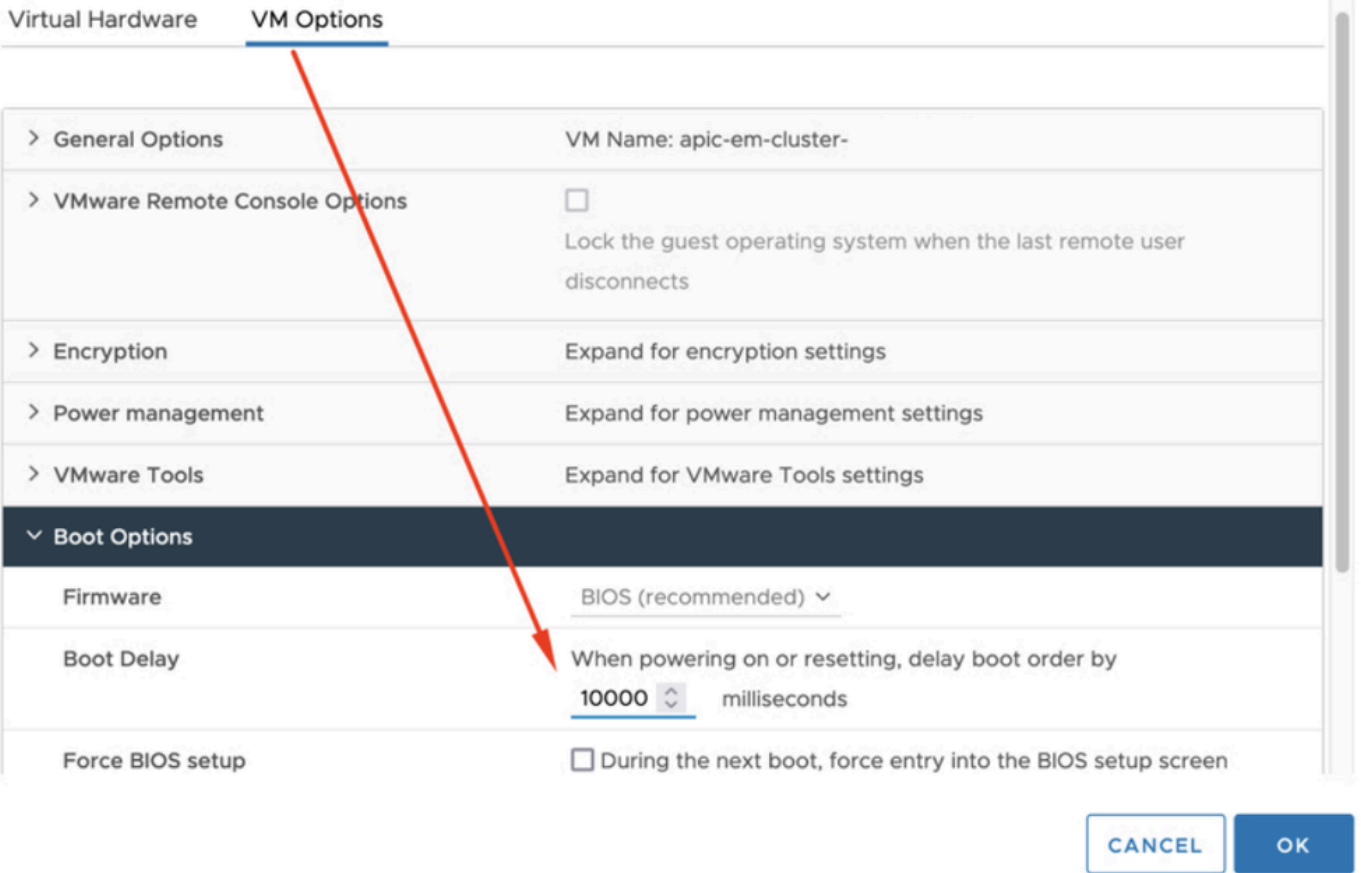 Virtual Hardware VM Options
General Options VM Name: apic-em-cluster-
VMware Remote Console Options
Lock the guest operating system when the last remote user
disconnects
Encryption Expand for encryption settings
Power management Expand for power management settings
VMware Tools Expand for VMware Tools settings
Boot Options
Firmware BIOS (recommended)
Boot Delay When powering on or resetting, delay boot order by
10000 milliseconds
Force BIOS setup During the next boot, force entry into the BIOS setup screen
CANCEL OK